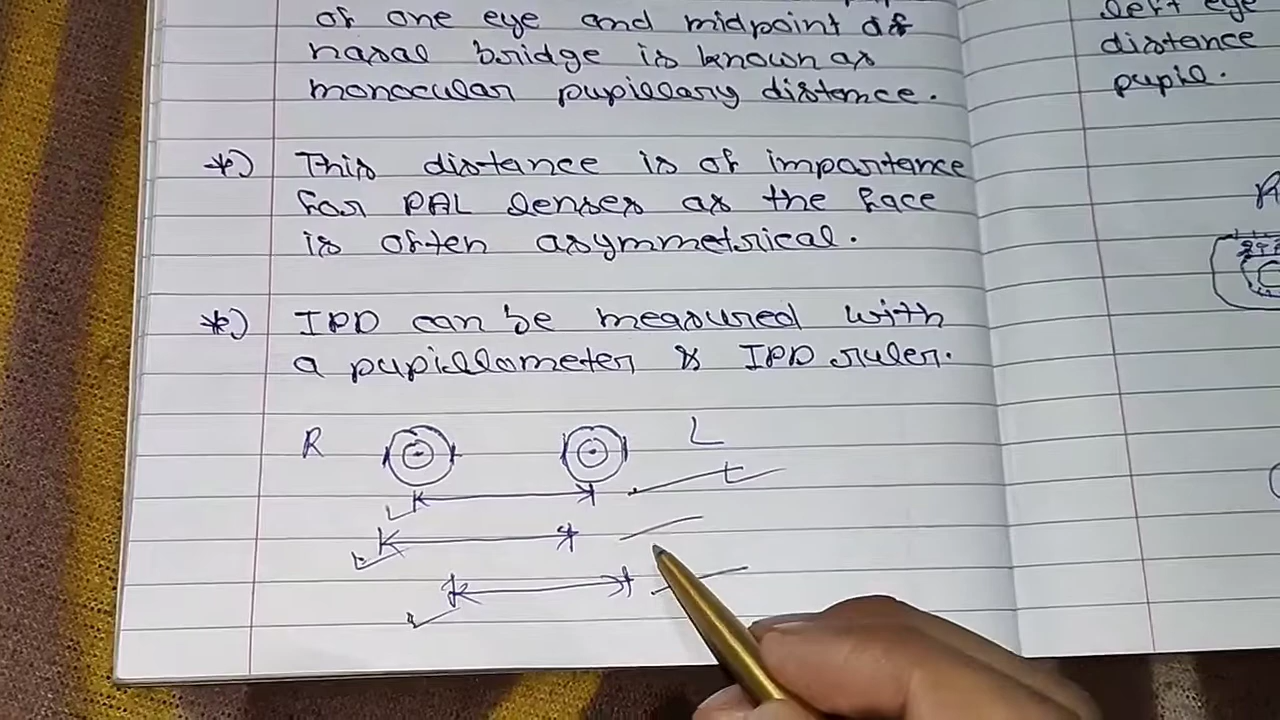 of one eye and midpoint of
nasal bridge is known as
monocular pupillary distance.
*) This distance is of importance
for PAL lenses as the face
is often asymmetrical.
*) IPD can be measured with
a pupillometer & IPD ruler.
R L
left eye
distance
pupil.